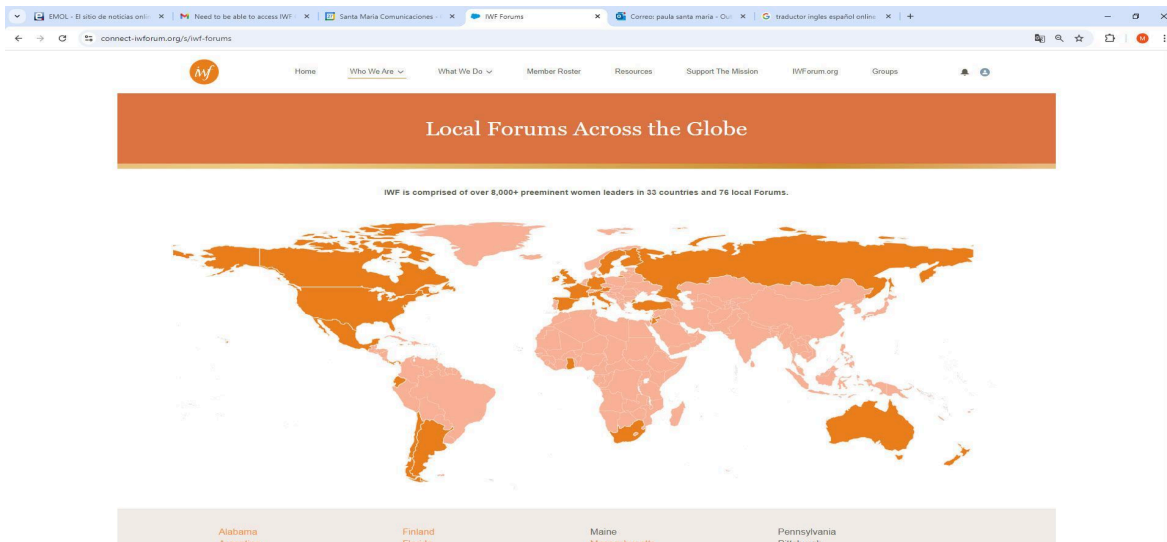 EMOL - El sitio de noticias onli
Need to be able to access IWF
Santa Maria Comunicaciones -
IWF Forums
Correo: paula santa maria - Ou
traductor ingles español online
connect-iwforum.org/s/iwf-forums
M
iwf
Home
Who We Are
What We Do
Member Roster
Resources
Support The Mission
IWForum.org
Groups
Local Forums Across the Globe
IWF is comprised of over 8,000+ preeminent women leaders in 33 countries and 76 local Forums.
Alabama
Finland
Maine
Pennsylvania